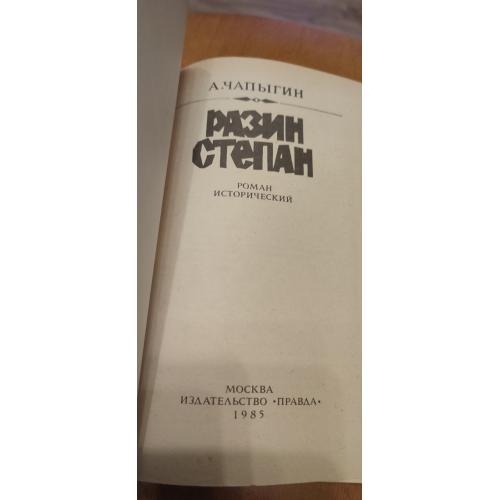 А.ЧАПЫГИН
РАЗИН
СТЕПАН
РОМАН
ИСТОРИЧЕСКИЙ
МОСКВА
ИЗДАТЕЛЬСТВО «ПРАВДА»
1985